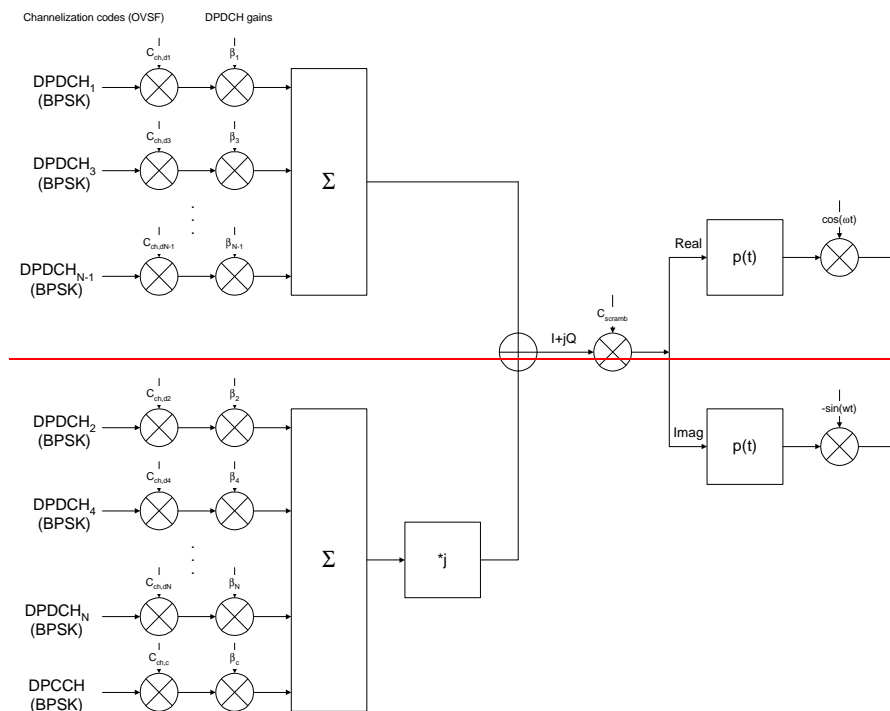 Channelization codes (OVSF) DPDCH gains
C_ch,d1 β_1
DPDCH_1
(BPSK)
C_ch,d3 β_3
DPDCH_3
(BPSK)
Σ
. . .
C_ch,dN-1 β_N-1
DPDCH_N-1
(BPSK)
cos(ωt)
Real
p(t)
C_scramb
I+jQ
C_ch,d2 β_2
DPDCH_2
(BPSK)
-sin(wt)
Imag
p(t)
C_ch,d4 β_4
DPDCH_4
(BPSK)
Σ
*j
. . .
C_ch,dN β_N
DPDCH_N
(BPSK)
C_ch,c β_c
DPCCH
(BPSK)